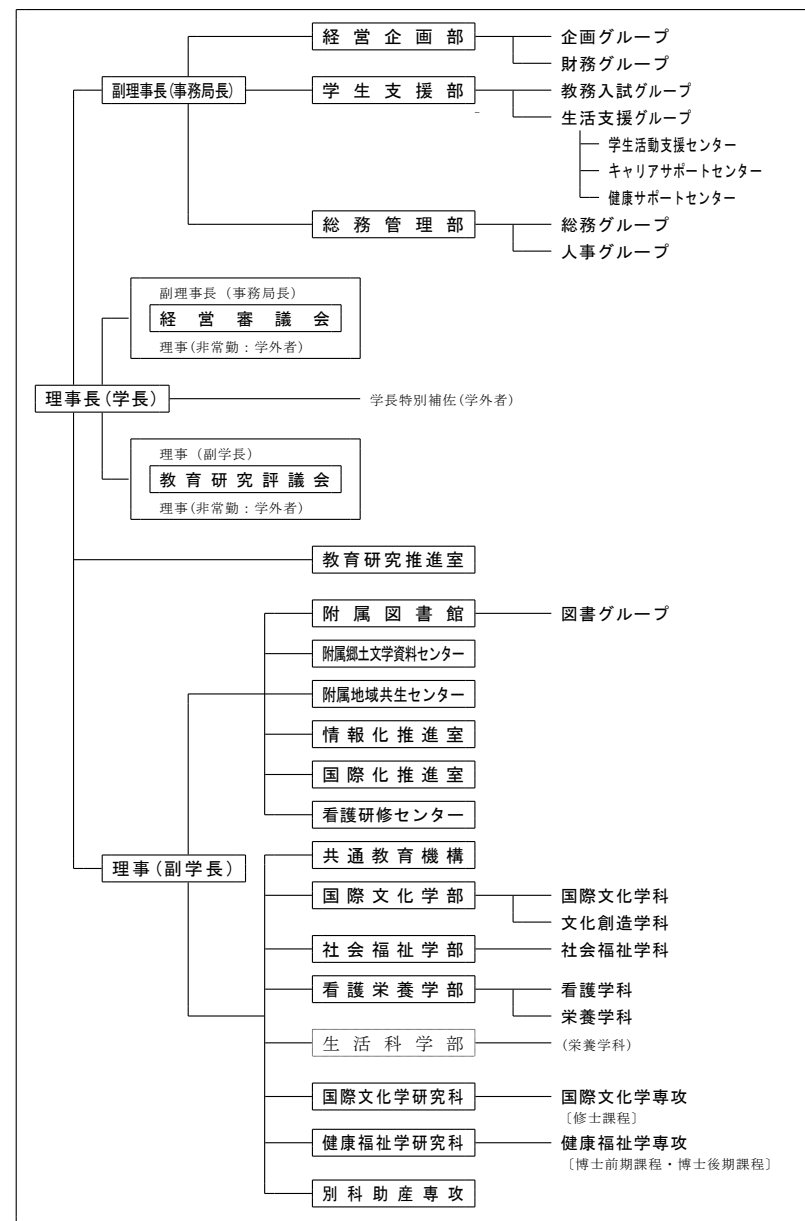 経営企画部
企画グループ
財務グループ
副理事長(事務局長)
学生支援部
教務入試グループ
生活支援グループ
学生活動支援センター
キャリアサポートセンター
健康サポートセンター
総務管理部
総務グループ
人事グループ
副理事長（事務局長）
経営審議会
理事(非常勤：学外者)
理事長(学長)
学長特別補佐(学外者)
理事（副学長）
教育研究評議会
理事(非常勤：学外者)
教育研究推進室
附属図書館
図書グループ
附属郷土文学資料センター
附属地域共生センター
情報化推進室
国際化推進室
看護研修センター
理事(副学長)
共通教育機構
国際文化学部
国際文化学科
文化創造学科
社会福祉学部
社会福祉学科
看護栄養学部
看護学科
栄養学科
生活科学部
(栄養学科)
国際文化学研究科
国際文化学専攻
〔修士課程〕
健康福祉学研究科
健康福祉学専攻
〔博士前期課程・博士後期課程〕
別科助産専攻